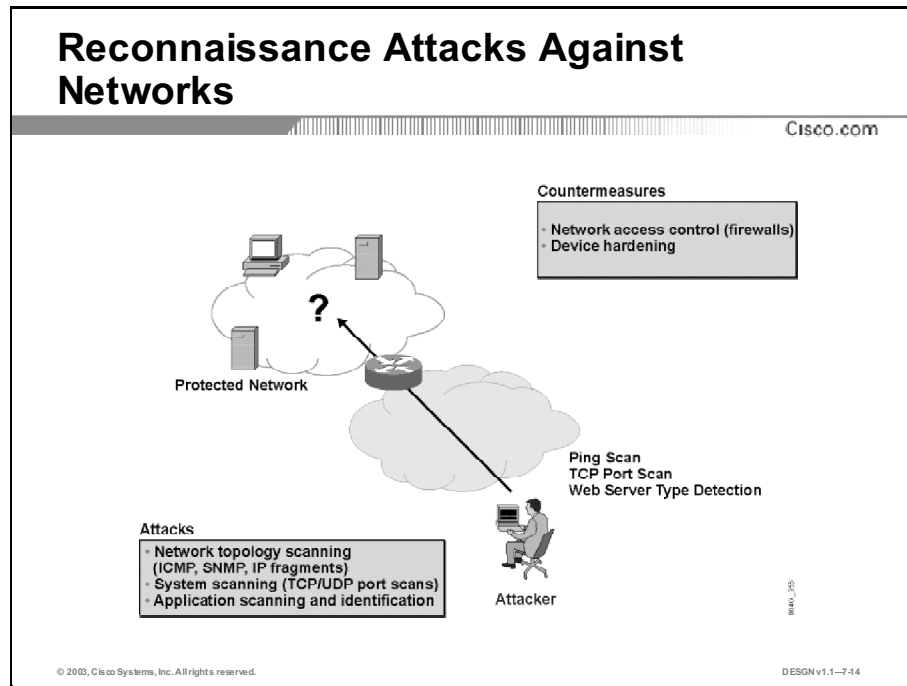 Reconnaissance Attacks Against
Networks
Cisco.com
Countermeasures
• Network access control (firewalls)
• Device hardening
?
Protected Network
Ping Scan
TCP Port Scan
Web Server Type Detection
Attacks
• Network topology scanning
(ICMP, SNMP, IP fragments)
• System scanning (TCP/UDP port scans)
• Application scanning and identification
Attacker
© 2003, Cisco Systems, Inc. All rights reserved.
DESGN v1.1—7-14